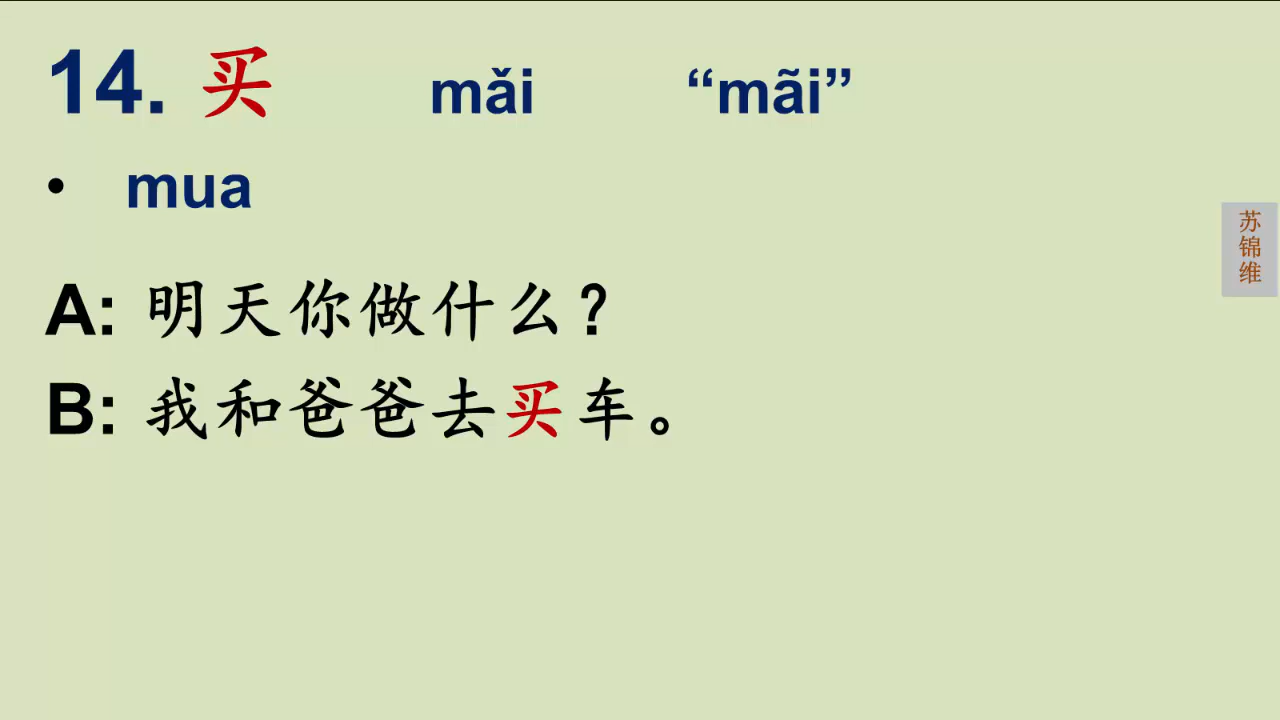 14. 买 mǎi “mãi”
• mua
A: 明天你做什么?
B: 我和爸爸去买车。
苏
锦
维